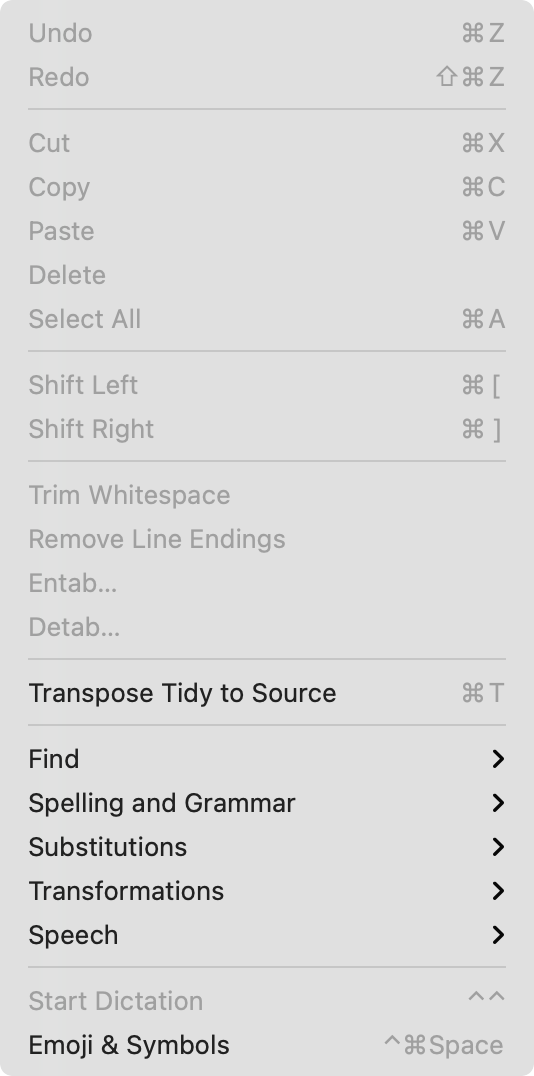 Undo ⌘Z
Redo ⇧⌘Z
Cut ⌘X
Copy ⌘C
Paste ⌘V
Delete
Select All ⌘A
Shift Left ⌘[
Shift Right ⌘]
Trim Whitespace
Remove Line Endings
Entab...
Detab...
Transpose Tidy to Source ⌘T
Find
Spelling and Grammar
Substitutions
Transformations
Speech
Start Dictation ^^
Emoji & Symbols ^⌘Space